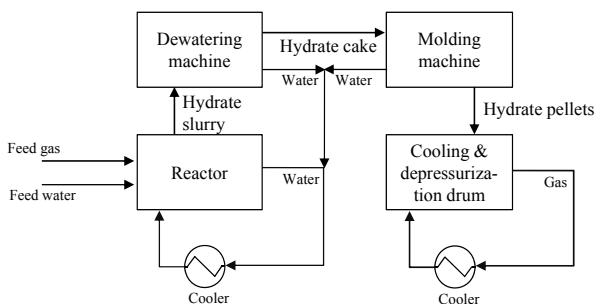 Dewatering
machine
Hydrate cake
Molding
machine
Water
Water
Hydrate
slurry
Hydrate pellets
Feed gas
Feed water
Reactor
Water
Cooling &
depressuriza-
tion drum
Gas
Cooler
Cooler